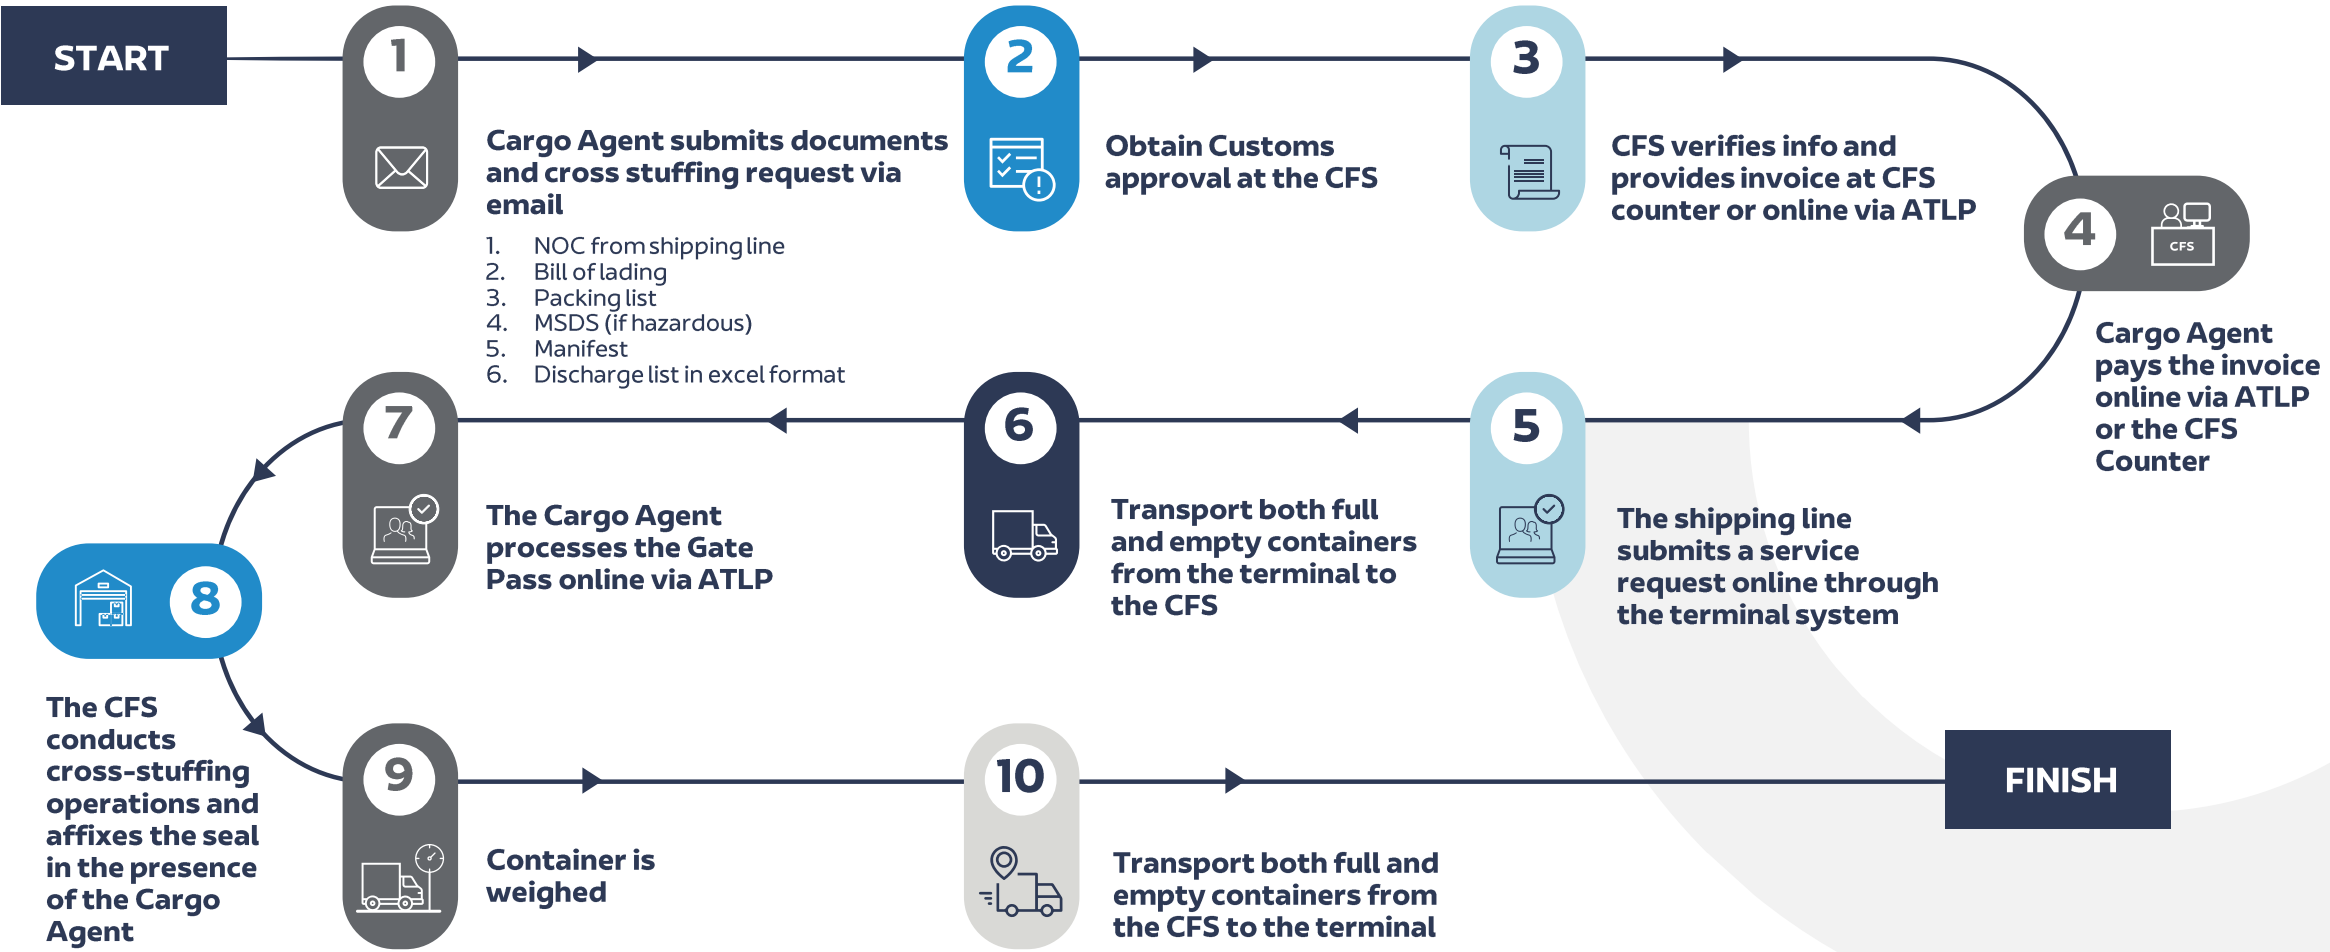 START
1
Cargo Agent submits documents
and cross stuffing request via
email
1. NOC from shipping line
2. Bill of lading
3. Packing list
4. MSDS (if hazardous)
5. Manifest
6. Discharge list in excel format
2
Obtain Customs
approval at the CFS
3
CFS verifies info and
provides invoice at CFS
counter or online via ATLP
4
CFS
Cargo Agent
pays the invoice
online via ATLP
or the CFS
Counter
5
The shipping line
submits a service
request online through
the terminal system
6
Transport both full
and empty containers
from the terminal to
the CFS
7
The Cargo Agent
processes the Gate
Pass online via ATLP
8
The CFS
conducts
cross-stuffing
operations and
affixes the seal
in the presence
of the Cargo
Agent
9
Container is
weighed
10
Transport both full and
empty containers from
the CFS to the terminal
FINISH